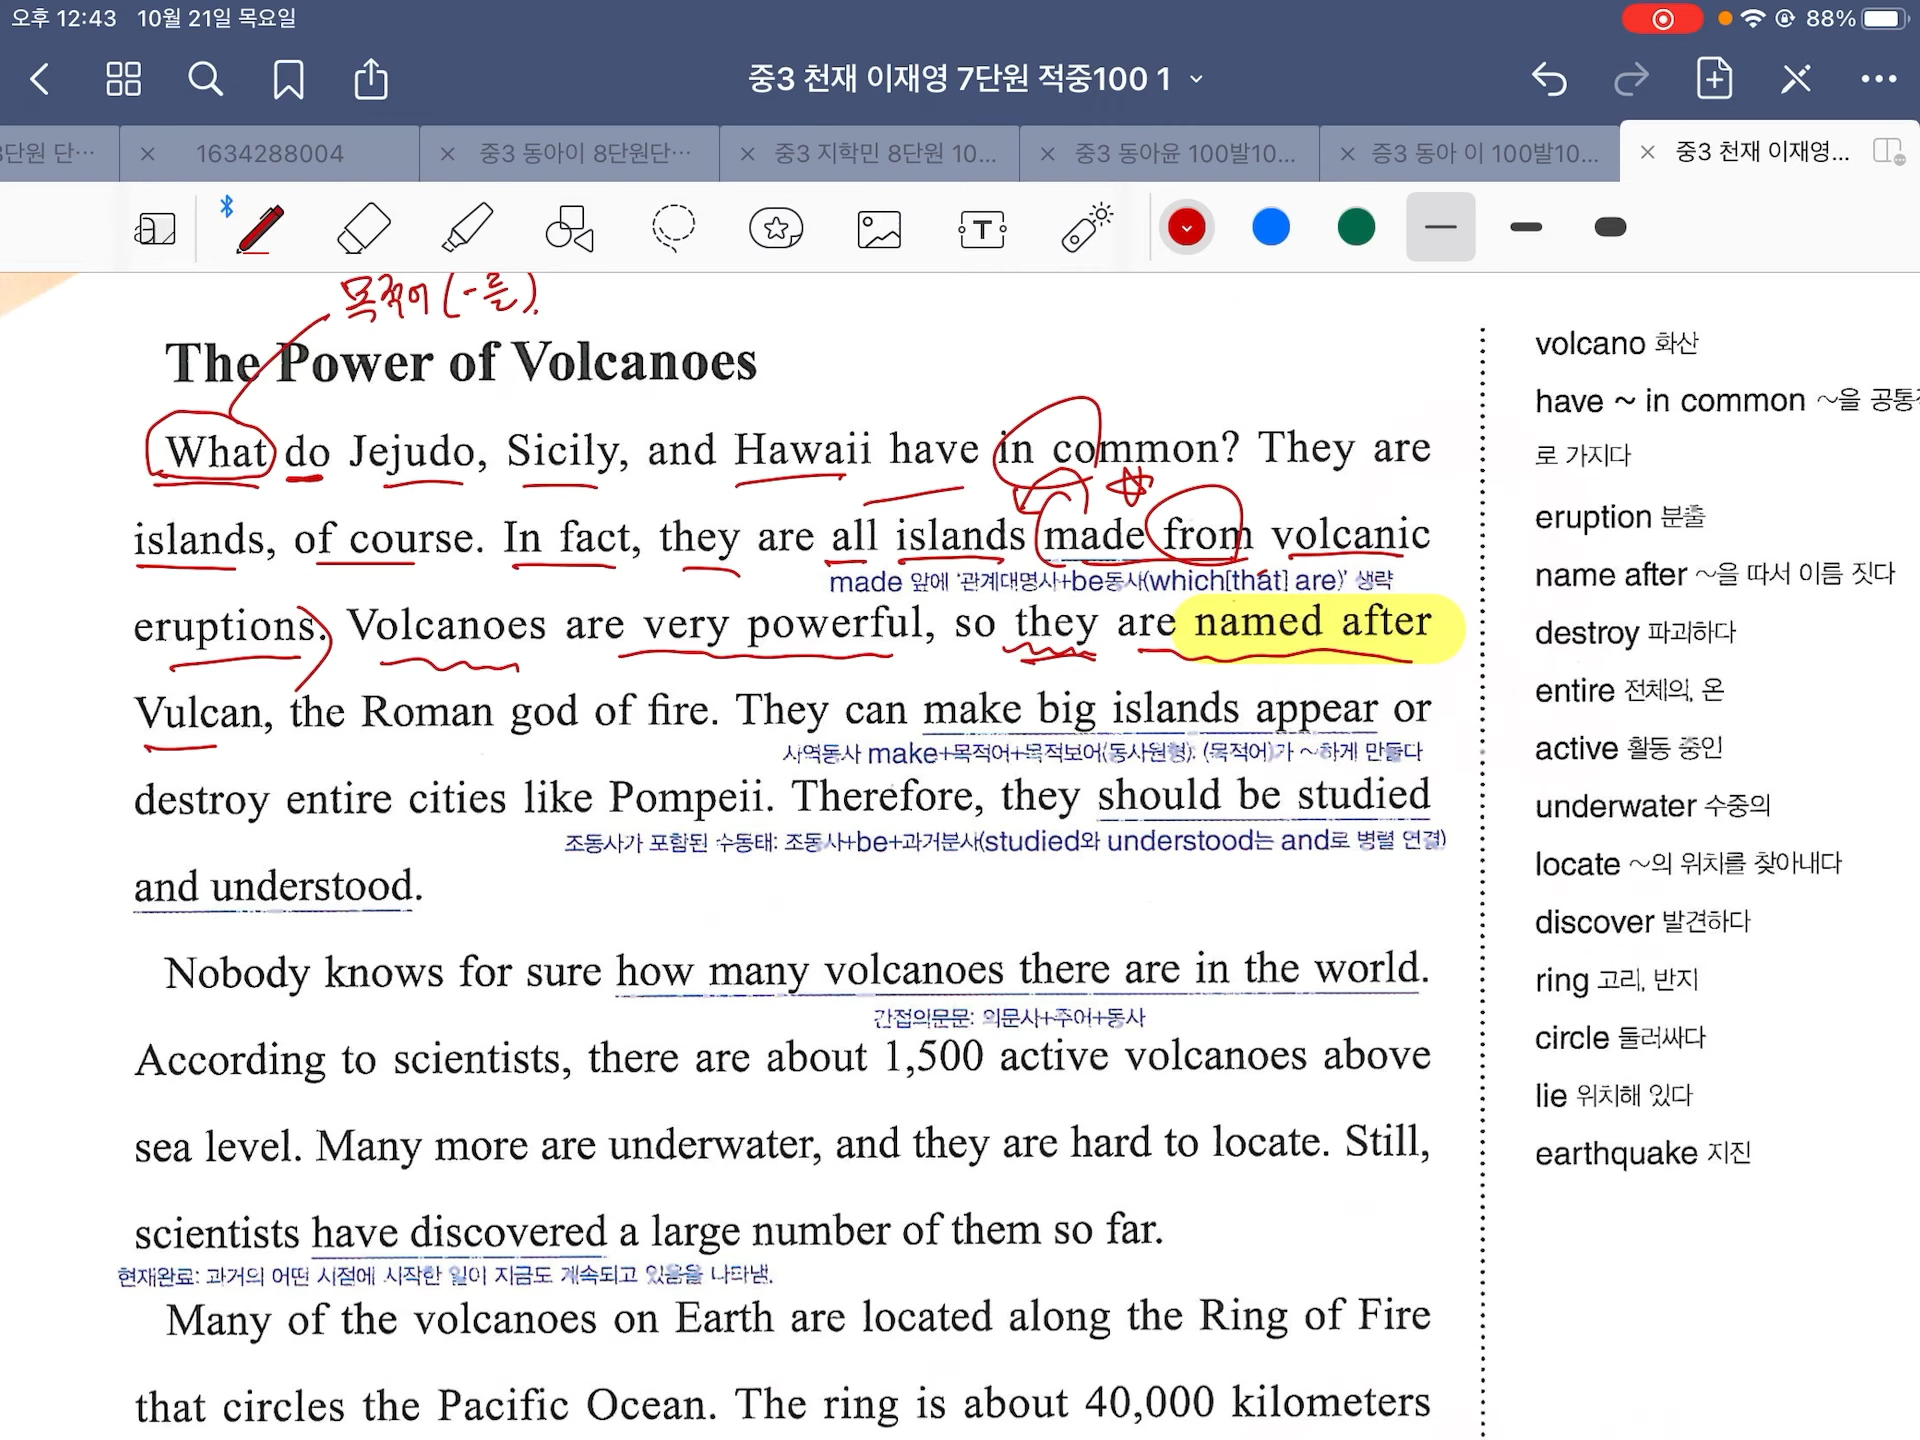 오후 12:43 10월 21일 목요일
88%
중3 천재 이재영 7단원 적중100 1
단원 단…
1634288004
중3 동아이 8단원단…
중3 지학민 8단원 10...
중3 동아윤 100발10...
증3 동아 이 100발10...
중3 천재 이재영...
목적어 (-를).
The Power of Volcanoes
What do Jejudo, Sicily, and Hawaii have in common? They are
islands, of course. In fact, they are all islands made from volcanic
made 앞에 '관계대명사+be동사(which[that] are)' 생략
eruptions. Volcanoes are very powerful, so they are named after
Vulcan, the Roman god of fire. They can make big islands appear or
사역동사 make+목적어+목적보어(동사원형): (목적어)가 ~하게 만들다
destroy entire cities like Pompeii. Therefore, they should be studied
조동사가 포함된 수동태: 조동사+be+과거분사(studied와 understood는 and로 병렬 연결)
and understood.
Nobody knows for sure how many volcanoes there are in the world.
간접의문문: 의문사+주어+동사
According to scientists, there are about 1,500 active volcanoes above
sea level. Many more are underwater, and they are hard to locate. Still,
scientists have discovered a large number of them so far.
현재완료: 과거의 어떤 시점에 시작한 일이 지금도 계속되고 있음을 나타냄.
Many of the volcanoes on Earth are located along the Ring of Fire
that circles the Pacific Ocean. The ring is about 40,000 kilometers
volcano 화산
have ~ in common ~을 공통
로 가지다
eruption 분출
name after ~을 따서 이름 짓다
destroy 파괴하다
entire 전체의, 온
active 활동 중인
underwater 수중의
locate ~의 위치를 찾아내다
discover 발견하다
ring 고리, 반지
circle 둘러싸다
lie 위치해 있다
earthquake 지진